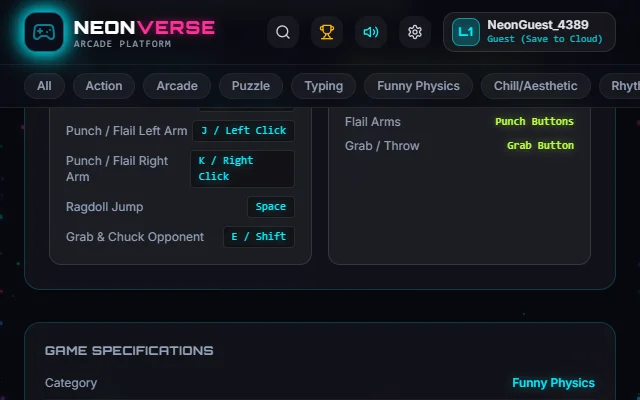 NEONVERSE
ARCADE PLATFORM
L1
NeonGuest_4389
Guest (Save to Cloud)
All
Action
Arcade
Puzzle
Typing
Funny Physics
Chill/Aesthetic
Punch / Flail Left Arm
J / Left Click
Punch / Flail Right
Arm
K / Right
Click
Ragdoll Jump
Space
Grab & Chuck Opponent
E / Shift
Flail Arms
Punch Buttons
Grab / Throw
Grab Button
GAME SPECIFICATIONS
Category
Funny Physics